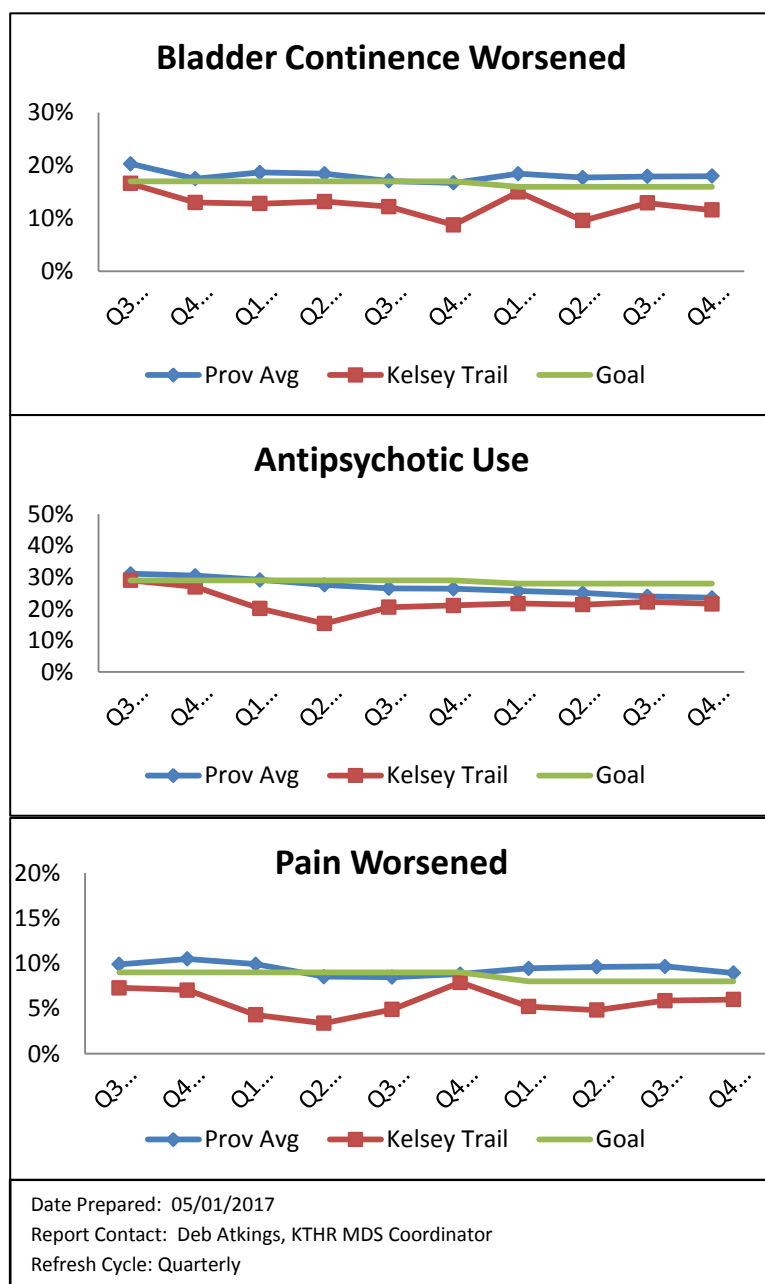 Bladder Continence Worsened
30%
20%
10%
0%
Q3... Q4... Q1... Q2... Q3... Q4... Q1... Q2... Q3... Q4...
Prov Avg Kelsey Trail Goal
Antipsychotic Use
50%
40%
30%
20%
10%
0%
Q3... Q4... Q1... Q2... Q3... Q4... Q1... Q2... Q3... Q4...
Prov Avg Kelsey Trail Goal
Pain Worsened
20%
15%
10%
5%
0%
Q3... Q4... Q1... Q2... Q3... Q4... Q1... Q2... Q3... Q4...
Prov Avg Kelsey Trail Goal
Date Prepared: 05/01/2017
Report Contact: Deb Atkings, KTHR MDS Coordinator
Refresh Cycle: Quarterly